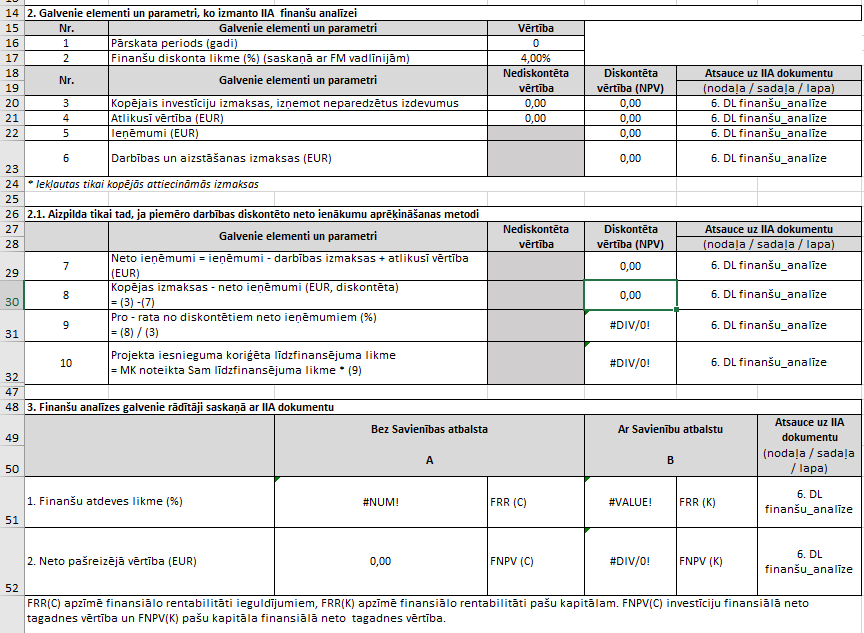 14 2. Galvenie elementi un parametri, ko izmanto IIA finanšu analīzei
15 Nr. Galvenie elementi un parametri Vērtība
16 1 Pārskata periods (gadi) 0
17 2 Finanšu diskonta likme (%) (saskaņā ar FM vadlīnijām) 4,00%
18 Nr. Galvenie elementi un parametri Nediskontēta Diskontēta Atsauce uz IIA dokumentu
19 vērtība vērtība (NPV) (nodaļa / sadaļa / lapa)
20 3 Kopējais investīciju izmaksas, izņemot neparedzētus izdevumus 0,00 0,00 6. DL finanšu_analīze
21 4 Atlikusī vērtība (EUR) 0,00 0,00 6. DL finanšu_analīze
22 5 Ieņēmumi (EUR) 0,00 6. DL finanšu_analīze
23 6 Darbības un aizstāšanas izmaksas (EUR) 0,00 6. DL finanšu_analīze
24 * Iekļautas tikai kopējās attiecināmās izmaksas
25
26 2.1. Aizpilda tikai tad, ja piemēro darbības diskontēto neto ienākumu aprēķināšanas metodi
27 Galvenie elementi un parametri Nediskontēta Diskontēta Atsauce uz IIA dokumentu
28 vērtība vērtība (NPV) (nodaļa / sadaļa / lapa)
29 7 Neto ieņēmumi = ieņēmumi - darbības izmaksas + atlikusī vērtība
(EUR) 0,00 6. DL finanšu_analīze
30 8 Kopējas izmaksas - neto ieņēmumi (EUR, diskontēta)
= (3) -(7) 0,00 6. DL finanšu_analīze
31 9 Pro - rata no diskontētiem neto ieņēmumiem (%)
= (8) / (3) #DIV/0! 6. DL finanšu_analīze
32 10 Projekta iesnieguma koriģēta līdzfinansējuma likme
= MK noteikta Sam līdzfinansējuma likme * (9) #DIV/0! 6. DL finanšu_analīze
47
48 3. Finanšu analīzes galvenie rādītāji saskaņā ar IIA dokumentu
49 Bez Savienības atbalsta Ar Savienību atbalstu Atsauce uz IIA
dokumentu
50 A B (nodaļa / sadaļa
/ lapa)
51 1. Finanšu atdeves likme (%) #NUM! FRR (C) #VALUE! FRR (K) 6. DL
finanšu_analīze
52 2. Neto pašreizējā vērtība (EUR) 0,00 FNPV (C) #DIV/0! FNPV (K) 6. DL
finanšu_analīze
FRR(C) apzīmē finansiālo rentabilitāti ieguldījumiem, FRR(K) apzīmē finansiālo rentabilitāti pašu kapitālam. FNPV(C) investīciju finansiālā neto
tagadnes vērtība un FNPV(K) pašu kapitāla finansiālā neto tagadnes vērtība.